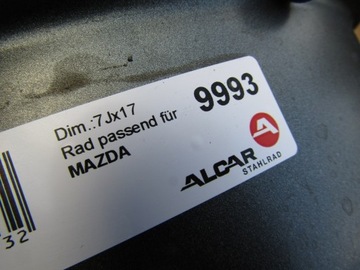 Dim.:7Jx17
Rad passend für
MAZDA
9993
ALCAR
STAHLRAD
32